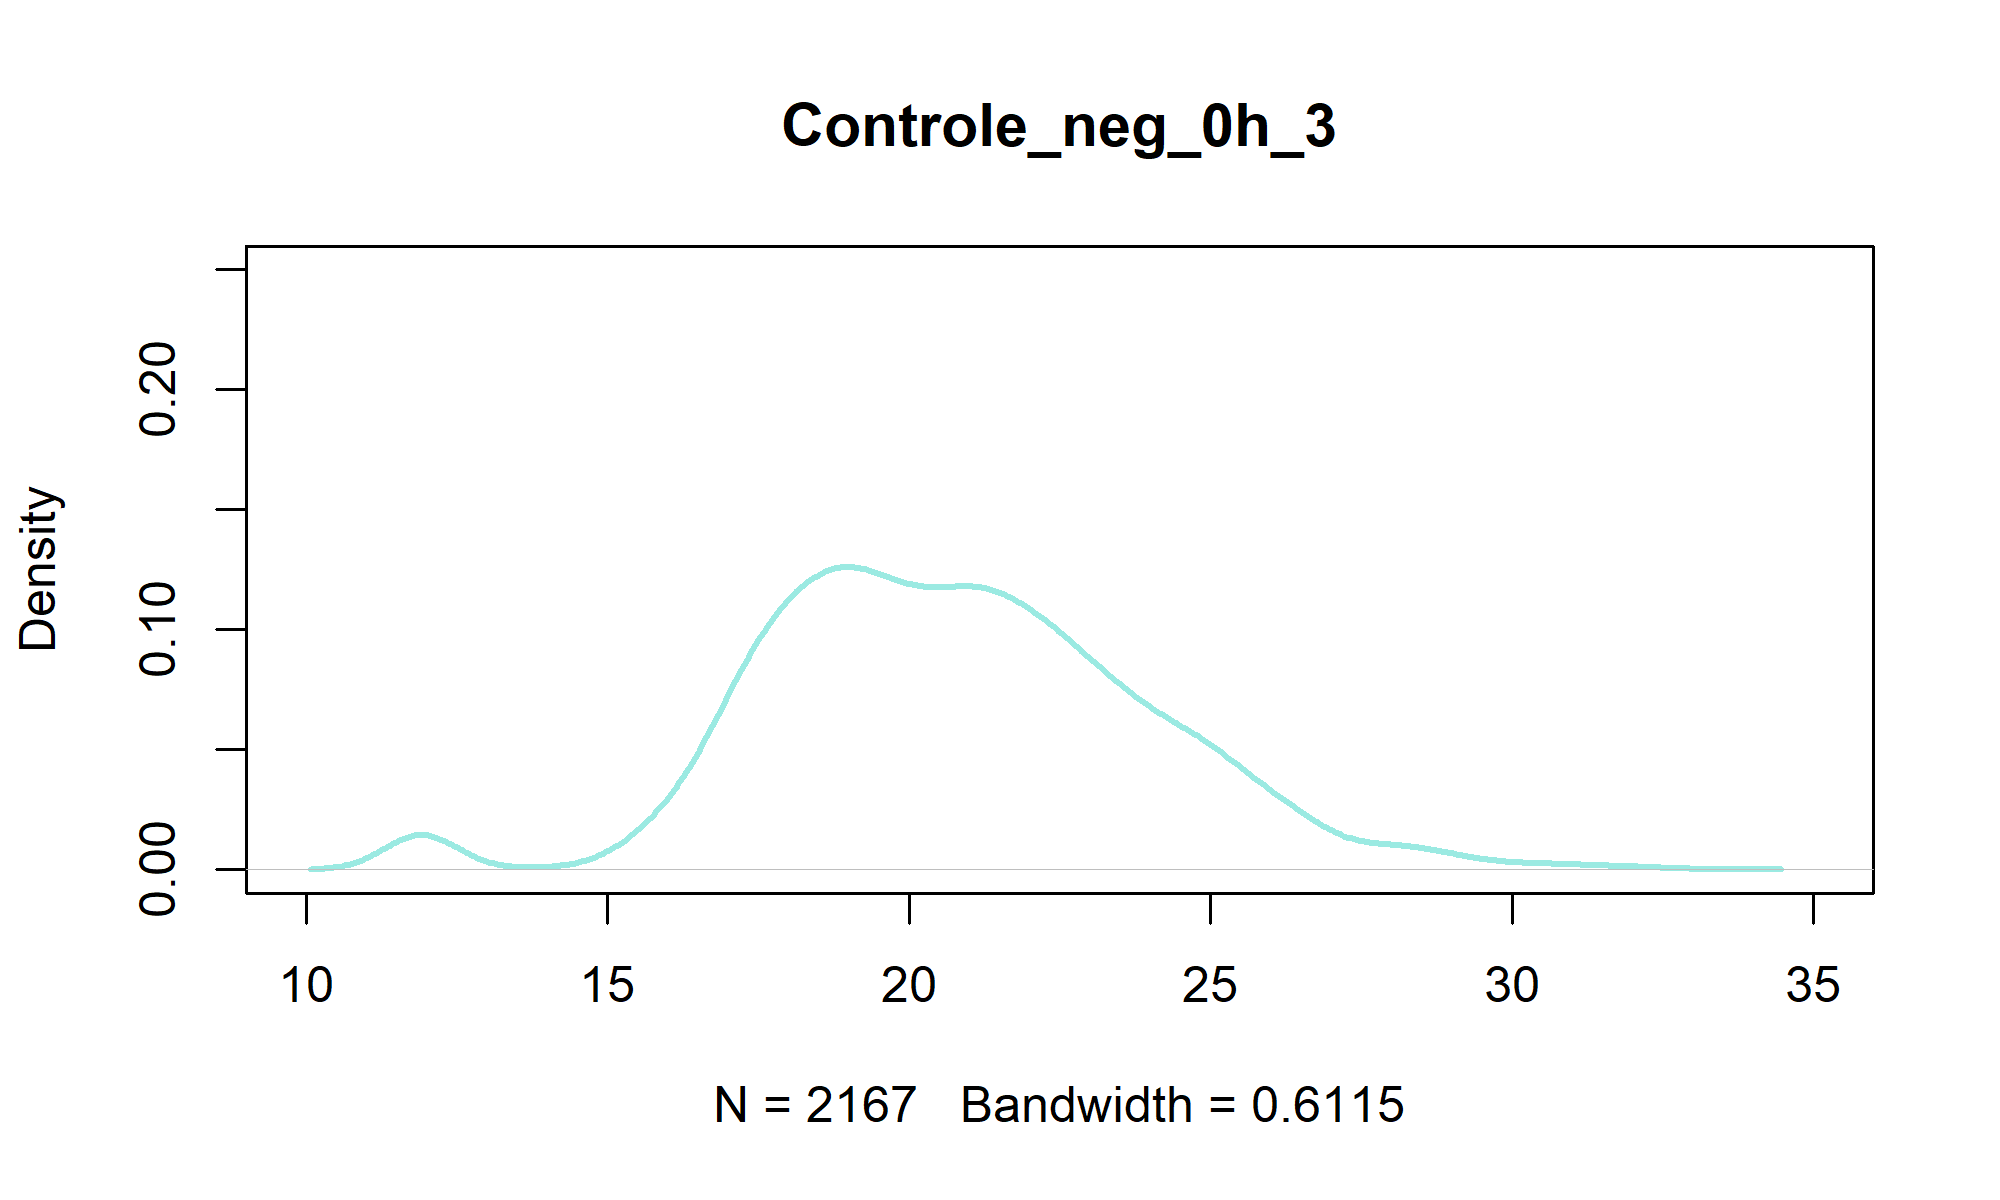 Controle_neg_0h_3
Density
0.20
0.10
0.00
10 15 20 25 30 35
N = 2167 Bandwidth = 0.6115